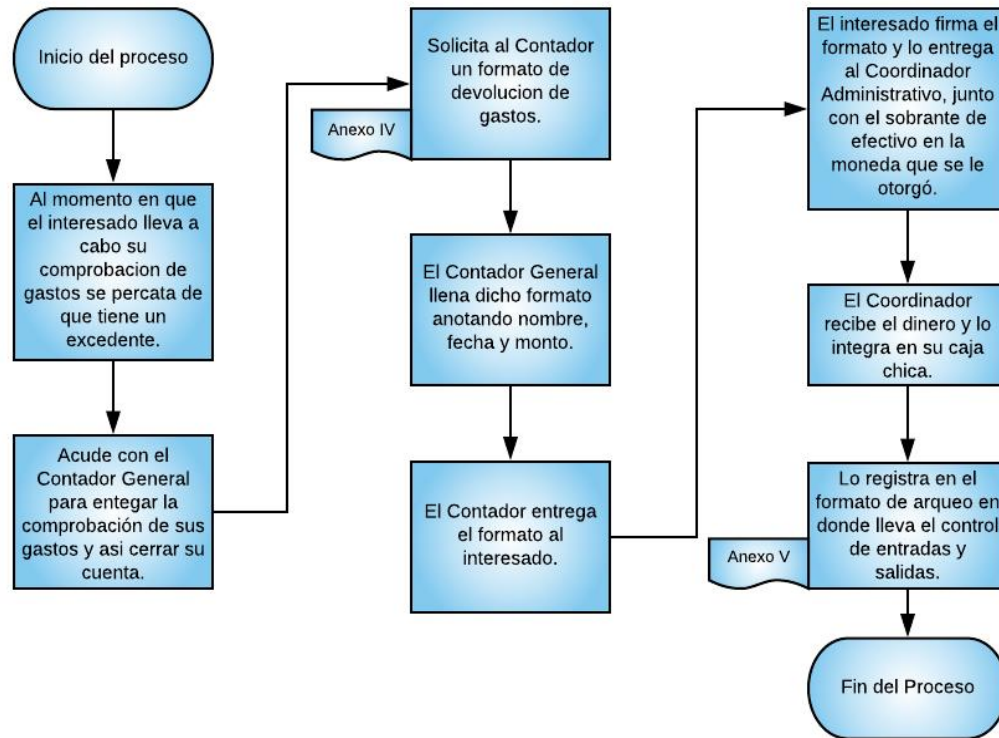 Inicio del proceso
Al momento en que
el interesado lleva a
cabo su
comprobacion de
gastos se percata de
que tiene un
excedente.
Acude con el
Contador General
para entegar la
comprobación de sus
gastos y asi cerrar su
cuenta.
Solicita al Contador
un formato de
devolucion de
gastos.
Anexo IV
El Contador General
llena dicho formato
anotando nombre,
fecha y monto.
El Contador entrega
el formato al
interesado.
El interesado firma el
formato y lo entrega
al Coordinador
Administrativo, junto
con el sobrante de
efectivo en la
moneda que se le
otorgó.
El Coordinador
recibe el dinero y lo
integra en su caja
chica.
Lo registra en el
formato de arqueo en
donde lleva el control
de entradas y
salidas.
Anexo V
Fin del Proceso